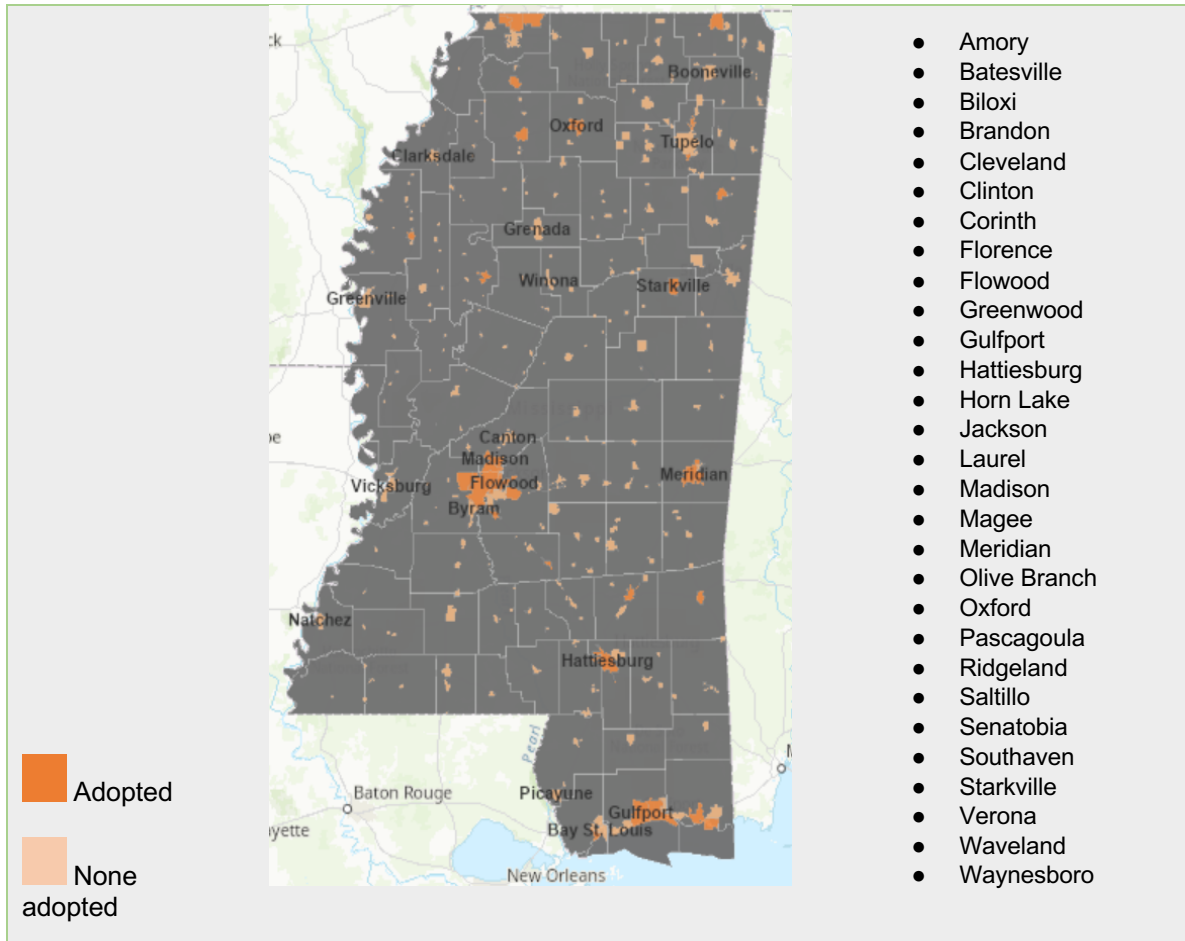 ck
Booneville
Oxford
Tupelo
Clarksdale
Grenada
Winona
Starkville
Greenville
Mississippi
Canton
Madison
Flowood
Meridian
Vicksburg
Byram
Natchez
Hattiesburg
Pearl
Baton Rouge
Picayune
Gulfport
Bay St. Louis
ayette
New Orleans
Adopted
None
adopted
● Amory
● Batesville
● Biloxi
● Brandon
● Cleveland
● Clinton
● Corinth
● Florence
● Flowood
● Greenwood
● Gulfport
● Hattiesburg
● Horn Lake
● Jackson
● Laurel
● Madison
● Magee
● Meridian
● Olive Branch
● Oxford
● Pascagoula
● Ridgeland
● Saltillo
● Senatobia
● Southaven
● Starkville
● Verona
● Waveland
● Waynesboro